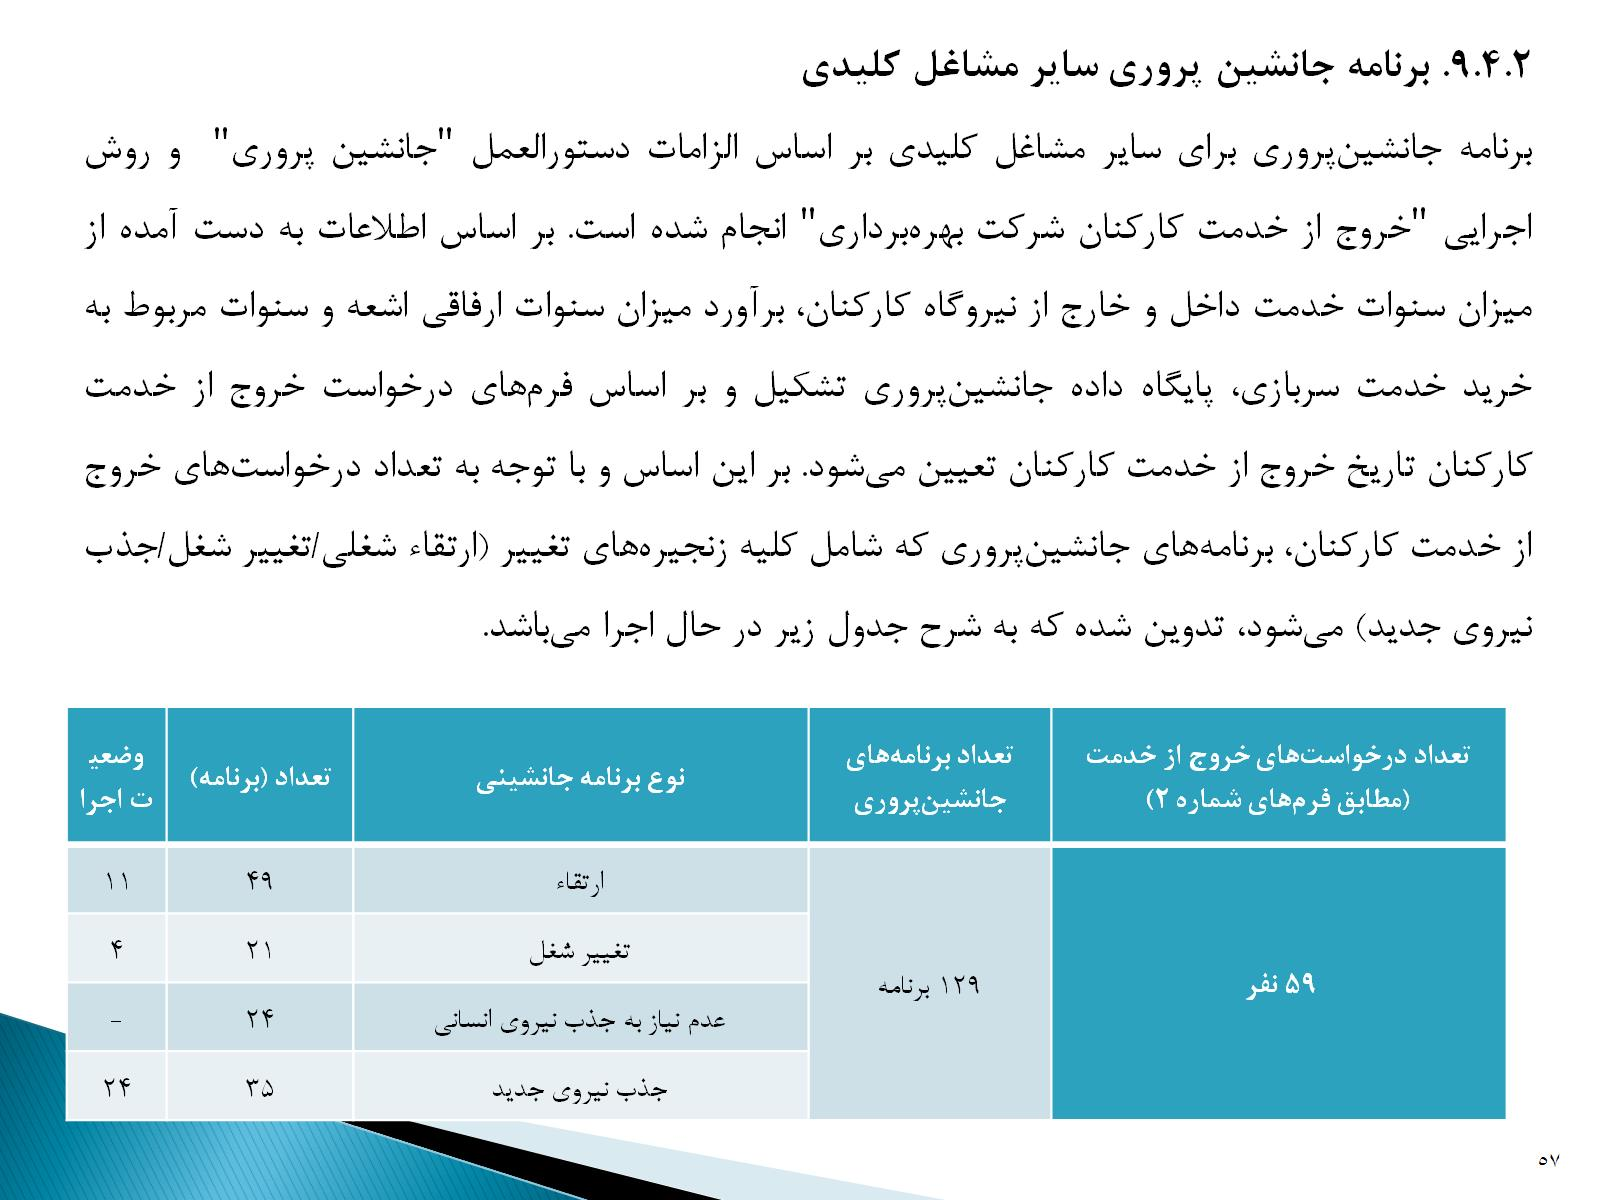 ۹.۴.۲. برنامه جانشین پروری سایر مشاغل کلیدی
برنامه جانشین‌پروری برای سایر مشاغل کلیدی بر اساس الزامات دستورالعمل "جانشین پروری" و روش
اجرایی "خروج از خدمت کارکنان شرکت بهره‌برداری" انجام شده است. بر اساس اطلاعات به دست آمده از
میزان سنوات خدمت داخل و خارج از نیروگاه کارکنان، برآورد میزان سنوات ارفاقی اشعه و سنوات مربوط به
خرید خدمت سربازی، پایگاه داده جانشین‌پروری تشکیل و بر اساس فرم‌های درخواست خروج از خدمت
کارکنان تاریخ خروج از خدمت کارکنان تعیین می‌شود. بر این اساس و با توجه به تعداد درخواست‌های خروج
از خدمت کارکنان، برنامه‌های جانشین‌پروری که شامل کلیه زنجیره‌های تغییر (ارتقاء شغلی/تغییر شغل/جذب
نیروی جدید) می‌شود، تدوین شده که به شرح جدول زیر در حال اجرا می‌باشد.
تعداد درخواست‌های خروج از خدمت
(مطابق فرم‌های شماره ۲)
تعداد برنامه‌های
جانشین‌پروری
نوع برنامه جانشینی
تعداد (برنامه)
وضعی
ت اجرا
۵۹ نفر
۱۲۹ برنامه
ارتقاء
۴۹
۱۱
تغییر شغل
۲۱
۴
عدم نیاز به جذب نیروی انسانی
۲۴
-
جذب نیروی جدید
۳۵
۲۴
۵۷